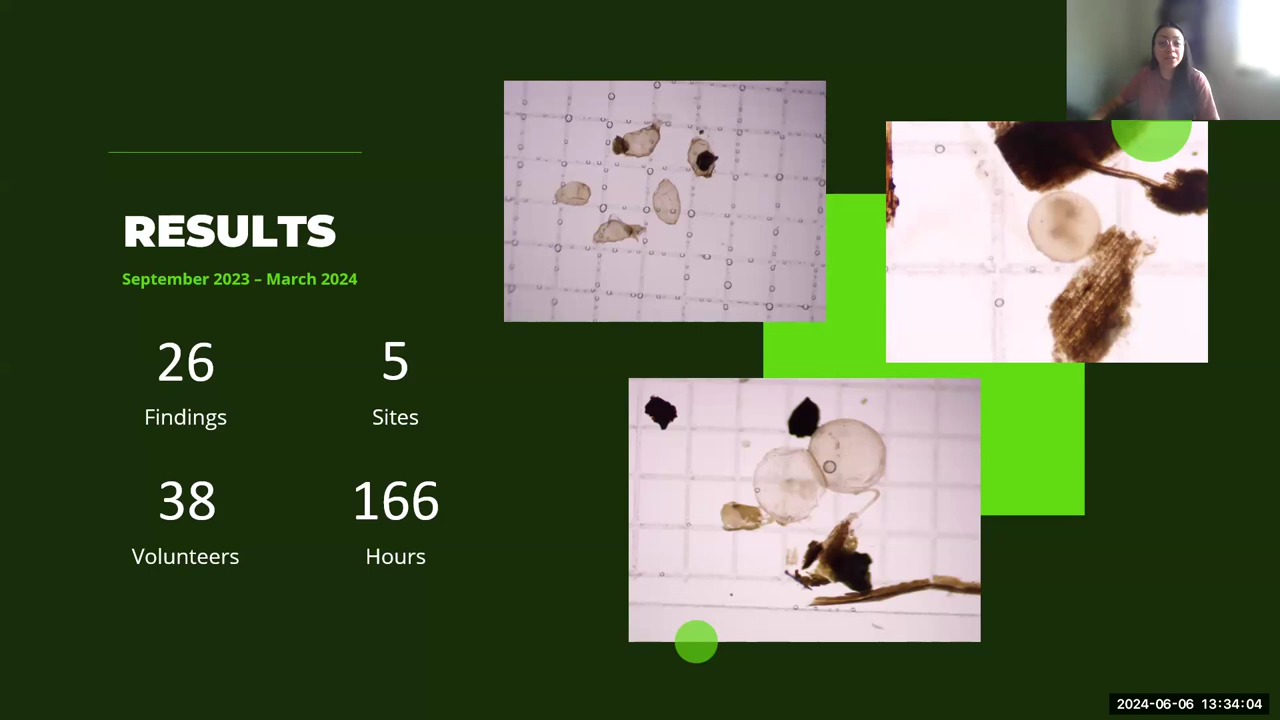 RESULTS
September 2023 – March 2024
26
5
Findings
Sites
38
166
Volunteers
Hours
2024-06-06 13:34:04